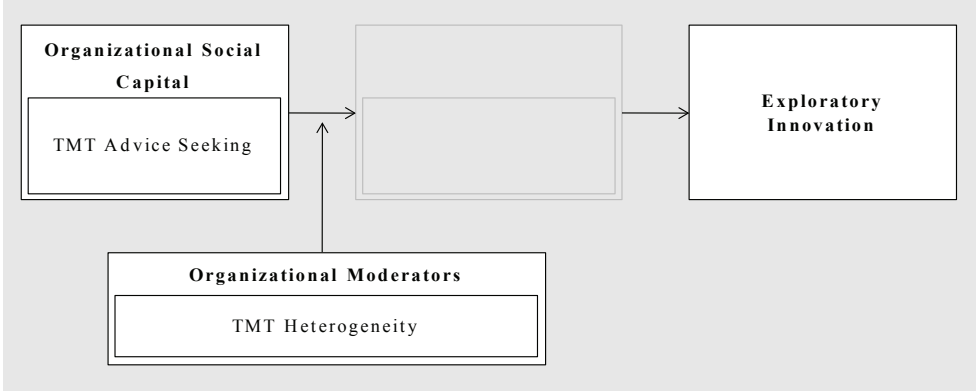 Organizational Social
Capital
TMT Advice Seeking
Exploratory
Innovation
Organizational Moderators
TMT Heterogeneity